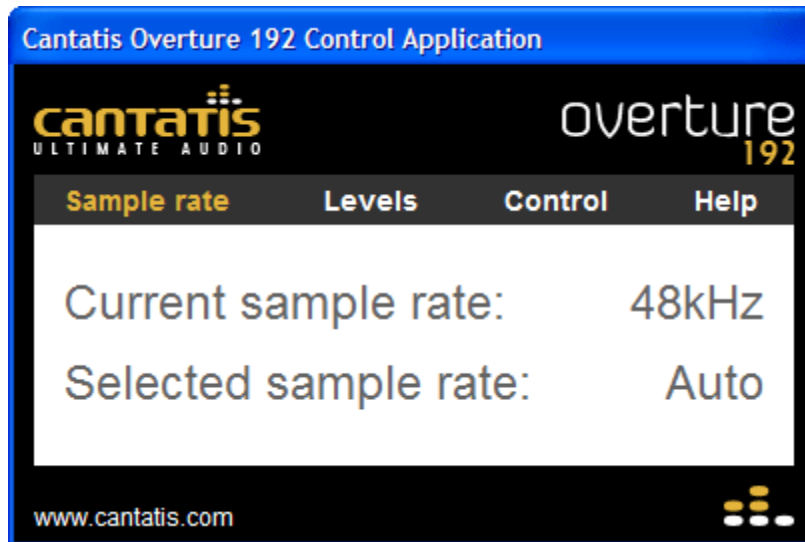 Cantatis Overture 192 Control Application
cantatis
ULTIMATE AUDIO
overture
192
Sample rate Levels Control Help
Current sample rate: 48kHz
Selected sample rate: Auto
www.cantatis.com